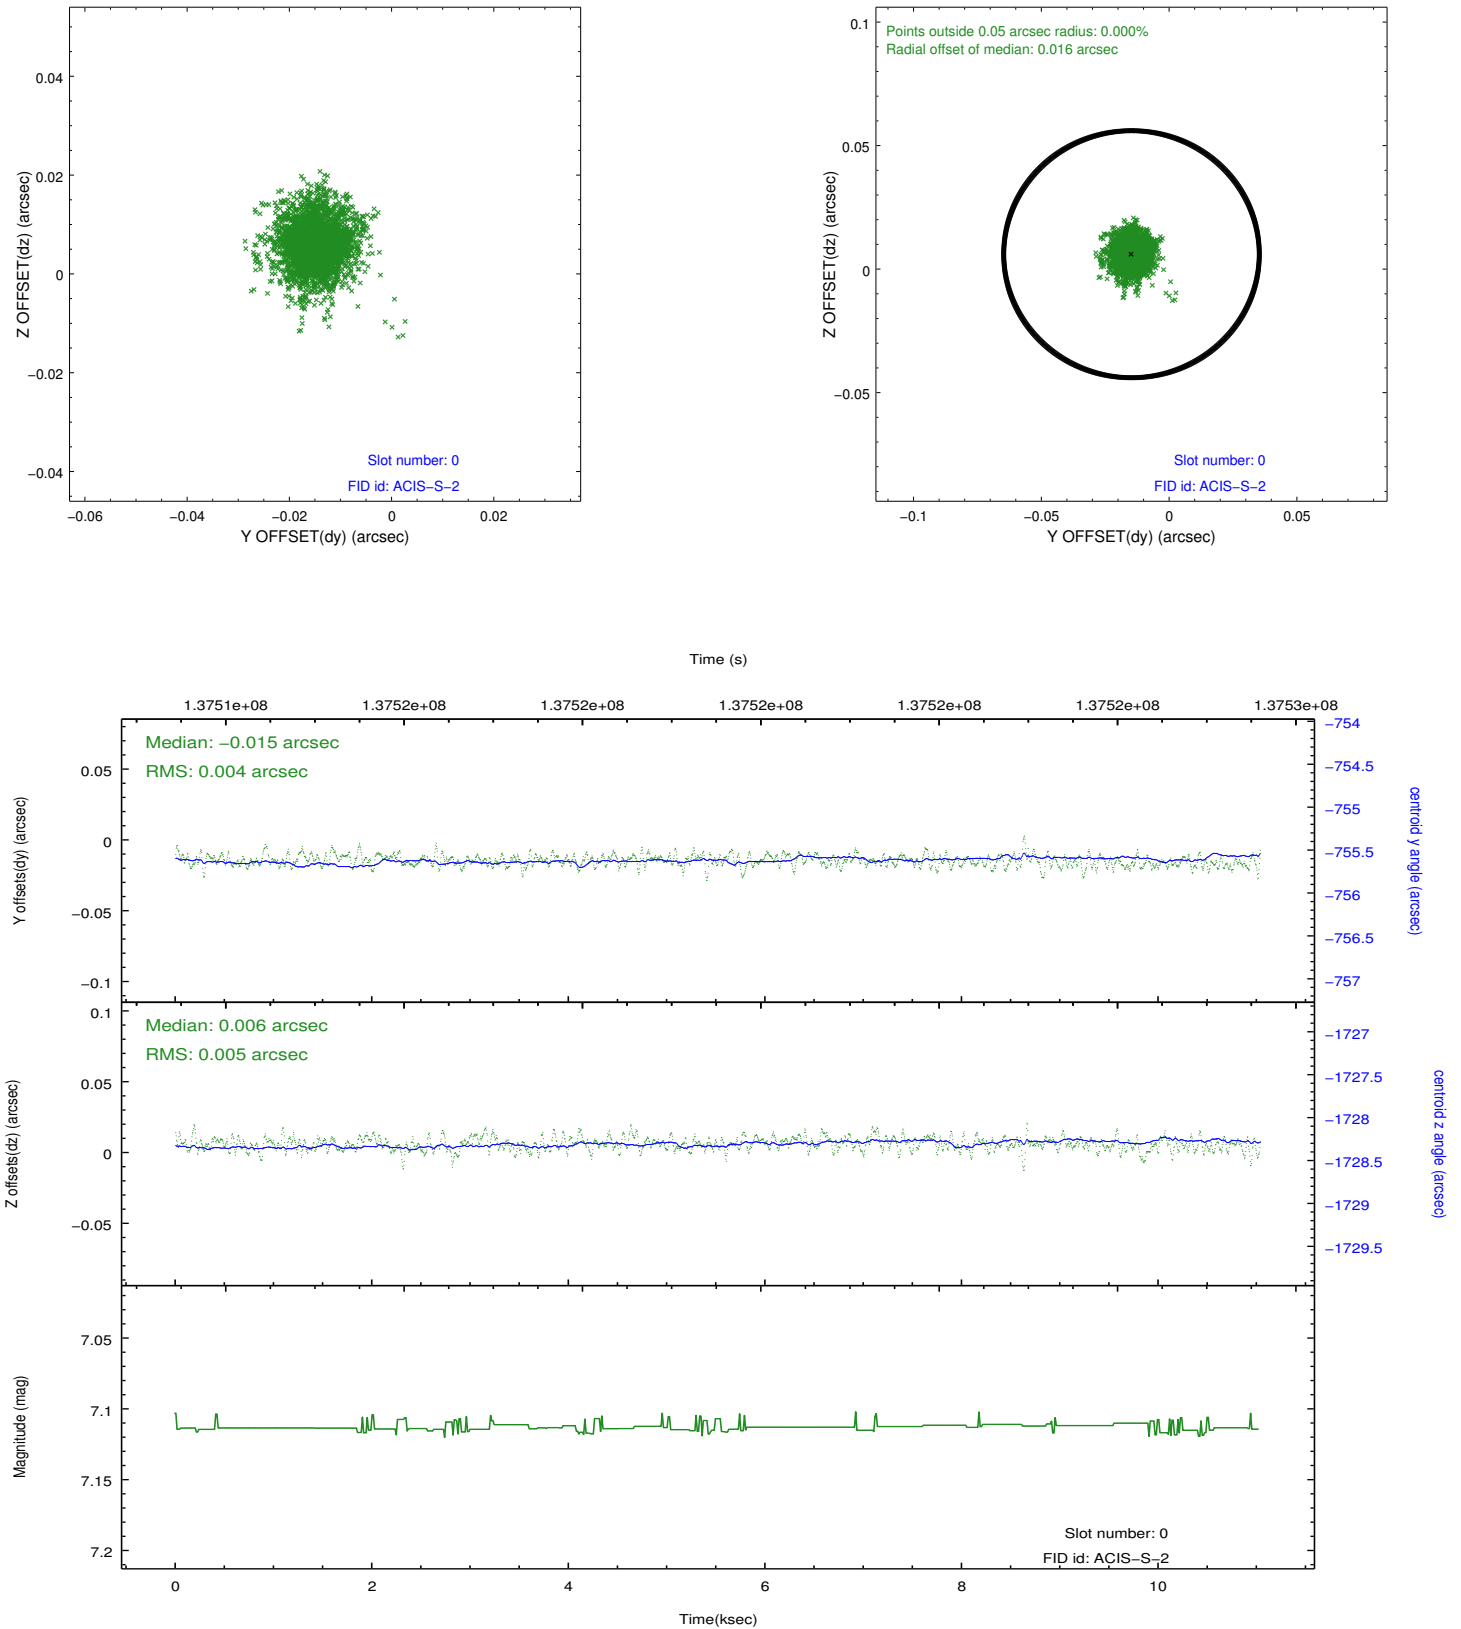 0.04
0.02
0
−0.02
−0.04
Z OFFSET(dz) (arcsec)
Slot number: 0
FID id: ACIS−S−2
−0.06
−0.04
−0.02
0
0.02
Y OFFSET(dy) (arcsec)
Points outside 0.05 arcsec radius: 0.000%
Radial offset of median: 0.016 arcsec
0.1
0.05
0
−0.05
Z OFFSET(dz) (arcsec)
Slot number: 0
FID id: ACIS−S−2
−0.1
−0.05
0
0.05
Y OFFSET(dy) (arcsec)
Time (s)
1.3751e+08
1.3752e+08
1.3752e+08
1.3752e+08
1.3752e+08
1.3752e+08
1.3753e+08
Median: −0.015 arcsec
RMS: 0.004 arcsec
0.05
0
−0.05
−0.1
Y offsets(dy) (arcsec)
−754
−754.5
−755
−755.5
−756
−756.5
−757
centroid y angle (arcsec)
Median: 0.006 arcsec
RMS: 0.005 arcsec
0.1
0.05
0
−0.05
Z offsets(dz) (arcsec)
−1727
−1727.5
−1728
−1728.5
−1729
−1729.5
centroid z angle (arcsec)
7.05
7.1
7.15
7.2
Magnitude (mag)
Slot number: 0
FID id: ACIS−S−2
0
2
4
6
8
10
Time(ksec)